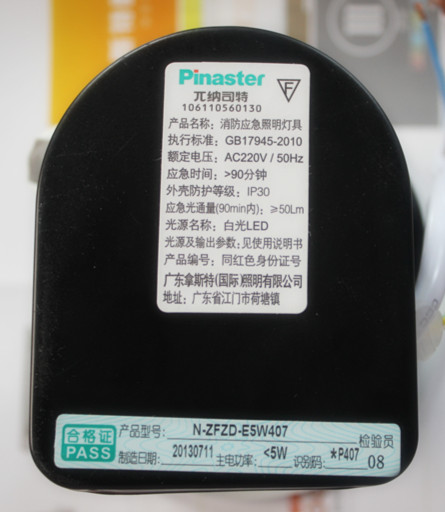 Pinaster
π纳司特
F
106110560130
产品名称：消防应急照明灯具
执行标准：GB17945-2010
额定电压：AC220V / 50Hz
应急时间：>90分钟
外壳防护等级：IP30
应急光通量(90min内)：≥50Lm
光源名称：白光LED
光源及输出参数：见使用说明书
产品编号：同红色身份证号
广东拿斯特(国际)照明有限公司
地址：广东省江门市荷塘镇
合格证 产品型号：N-ZFZD-E5W407 检验员
PASS 制造日期：20130711 主电功率：<5W 识别码：*P407 08